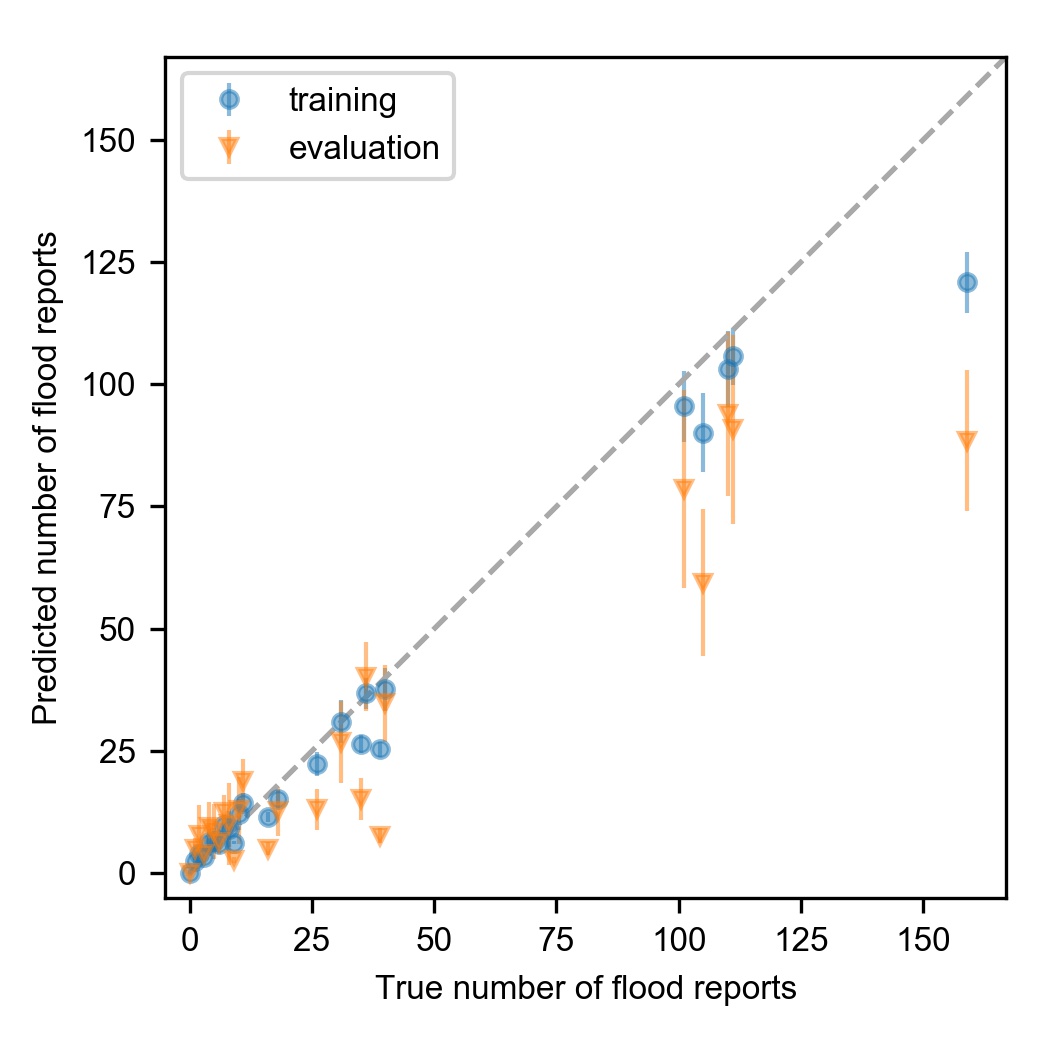 training
evaluation
150
125
100
75
50
25
0
Predicted number of flood reports
0 25 50 75 100 125 150
True number of flood reports